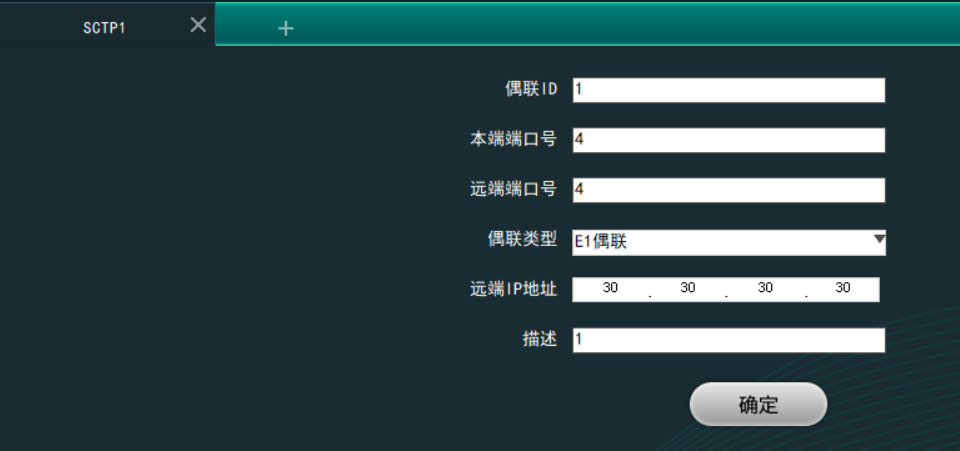 SCTP1
偶联ID 1
本端端口号 4
远端端口号 4
偶联类型 E1偶联
远端IP地址 30 . 30 . 30 . 30
描述 1
确定